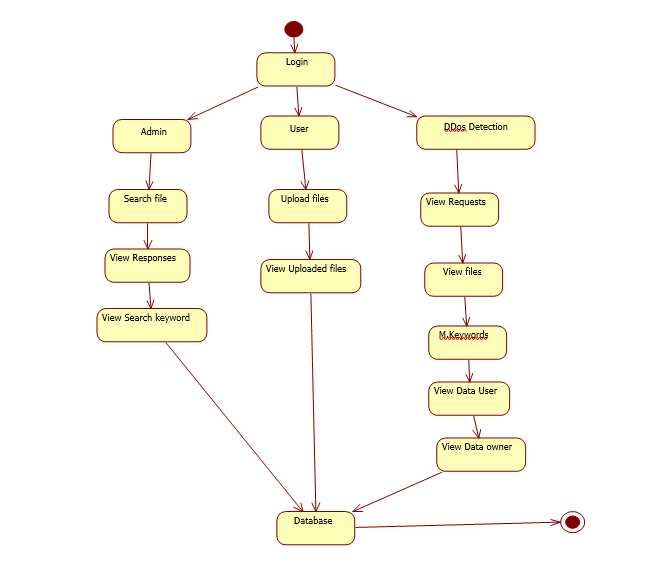 Login
Admin
User
DDos Detection
Search file
Upload files
View Requests
View Responses
View Uploaded files
View files
View Search keyword
M.Keywords
View Data User
View Data owner
Database